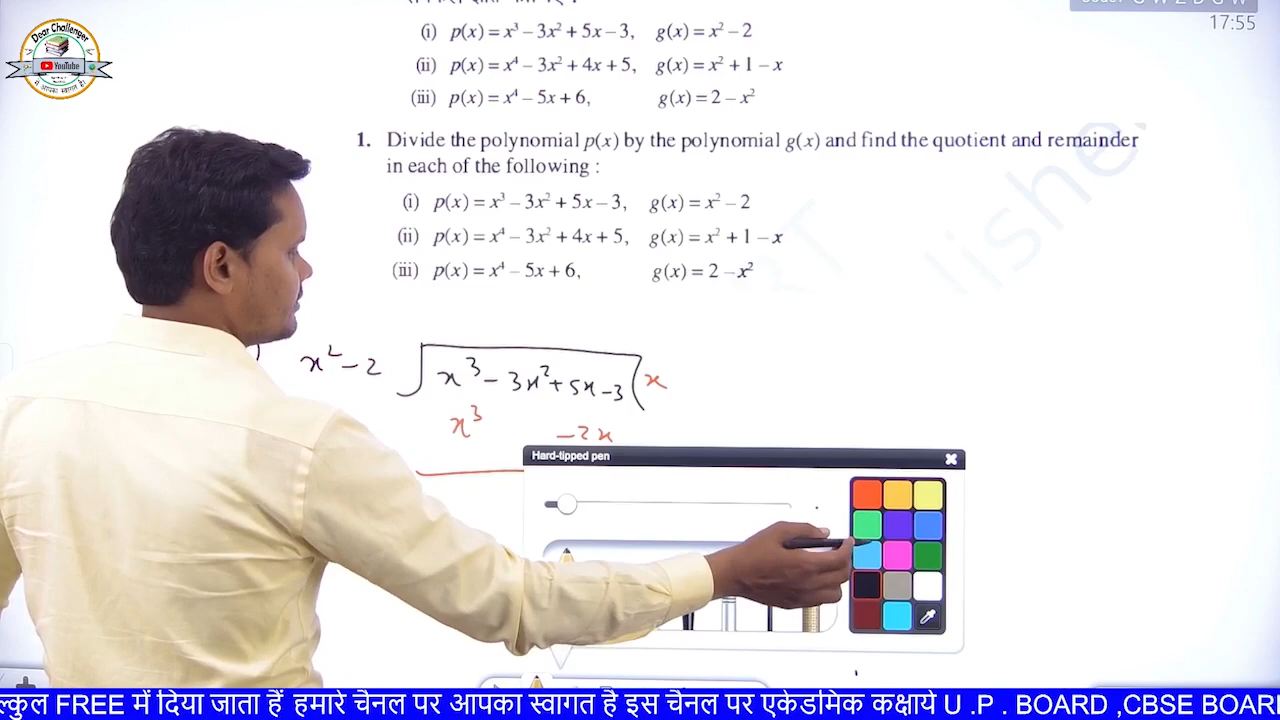 17:55
Dear Challenger
YouTube
में आपका स्वागत है।
(i) p(x) = x³ – 3x² + 5x – 3, g(x) = x² – 2
(ii) p(x) = x⁴ – 3x² + 4x + 5, g(x) = x² + 1 – x
(iii) p(x) = x⁴ – 5x + 6, g(x) = 2 – x²
1. Divide the polynomial p(x) by the polynomial g(x) and find the quotient and remainder
in each of the following :
(i) p(x) = x³ – 3x² + 5x – 3, g(x) = x² – 2
(ii) p(x) = x⁴ – 3x² + 4x + 5, g(x) = x² + 1 – x
(iii) p(x) = x⁴ – 5x + 6, g(x) = 2 – x²
x² – 2 x³ – 3x² + 5x – 3 x
x³ – 2x
Hard-tipped pen
FREE में दिया जाता हैं हमारे चैनल पर आपका स्वागत है इस चैनल पर एकेडमिक कक्षाये U .P . BOARD ,CBSE